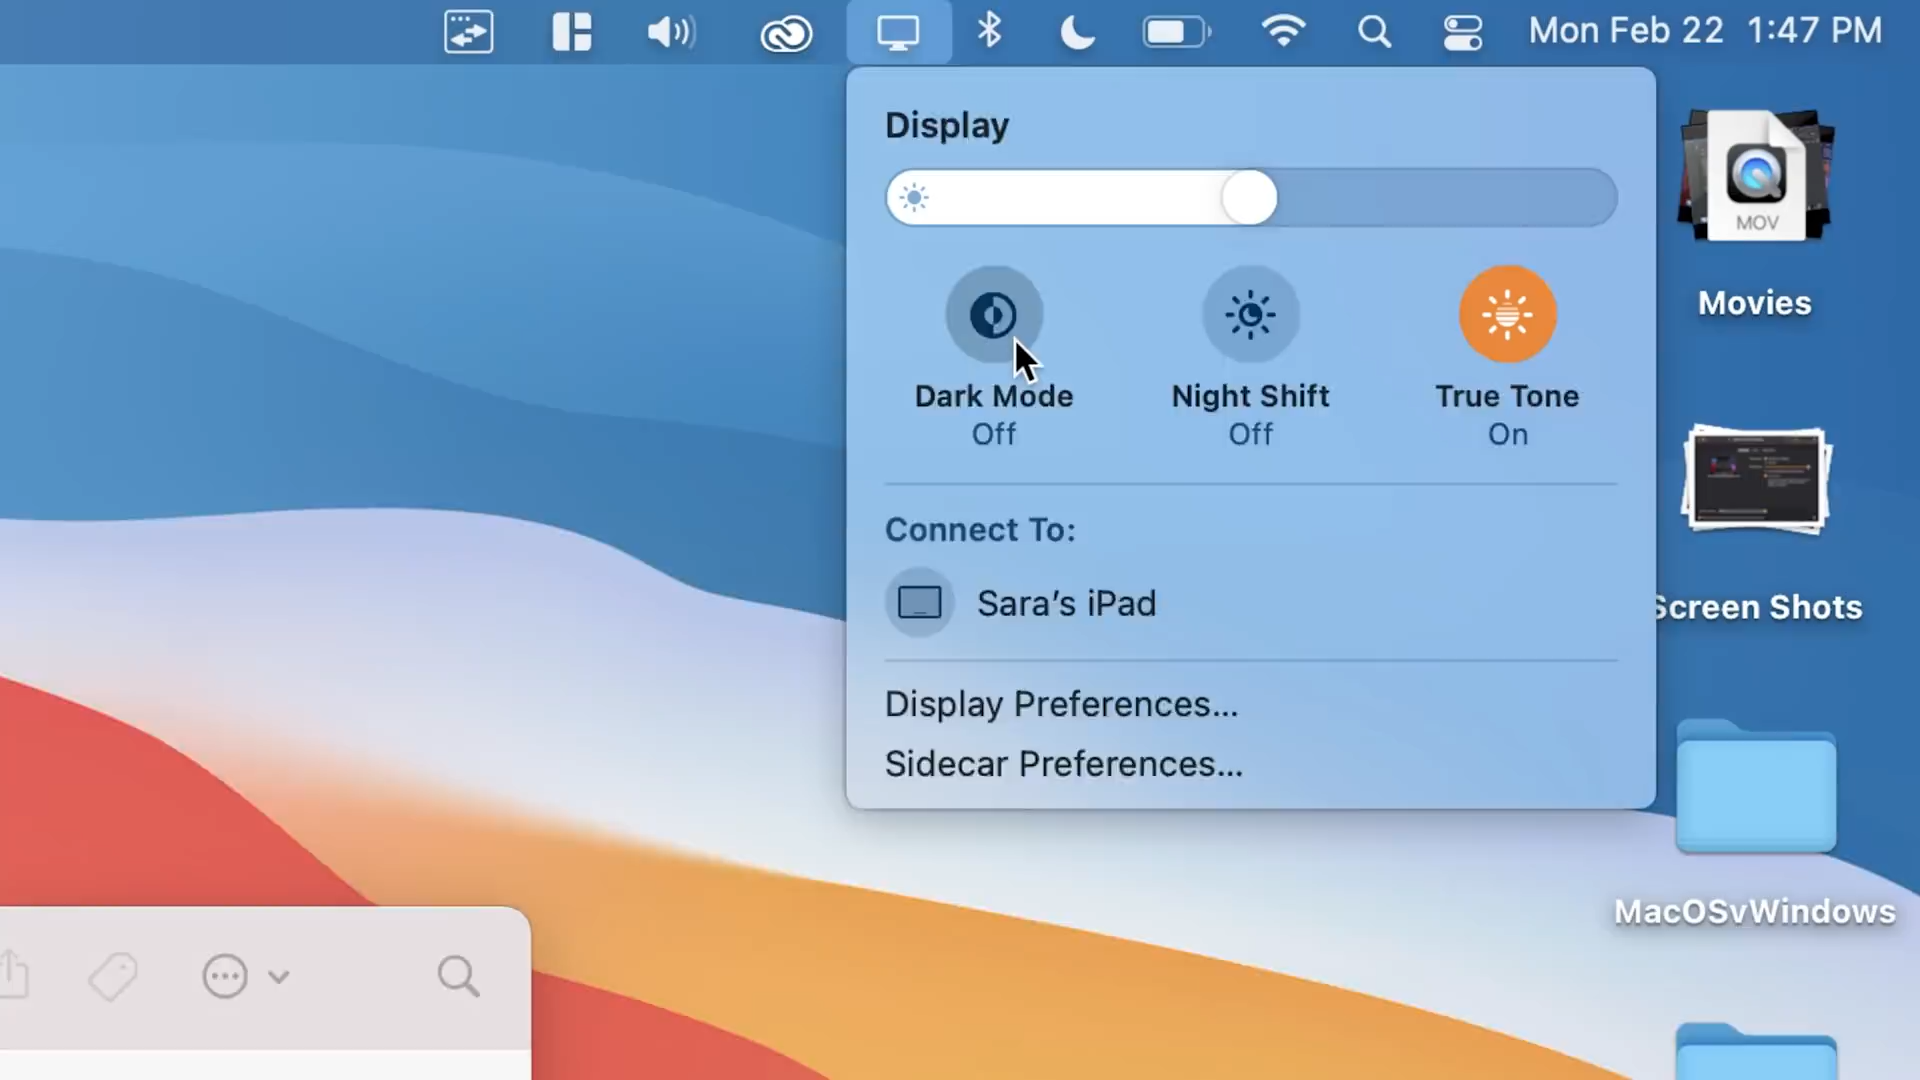 Mon Feb 22 1:47 PM
Display
Dark Mode
Off
Night Shift
Off
True Tone
On
Connect To:
Sara’s iPad
Display Preferences...
Sidecar Preferences...
MOV
Movies
Screen Shots
MacOSvWindows